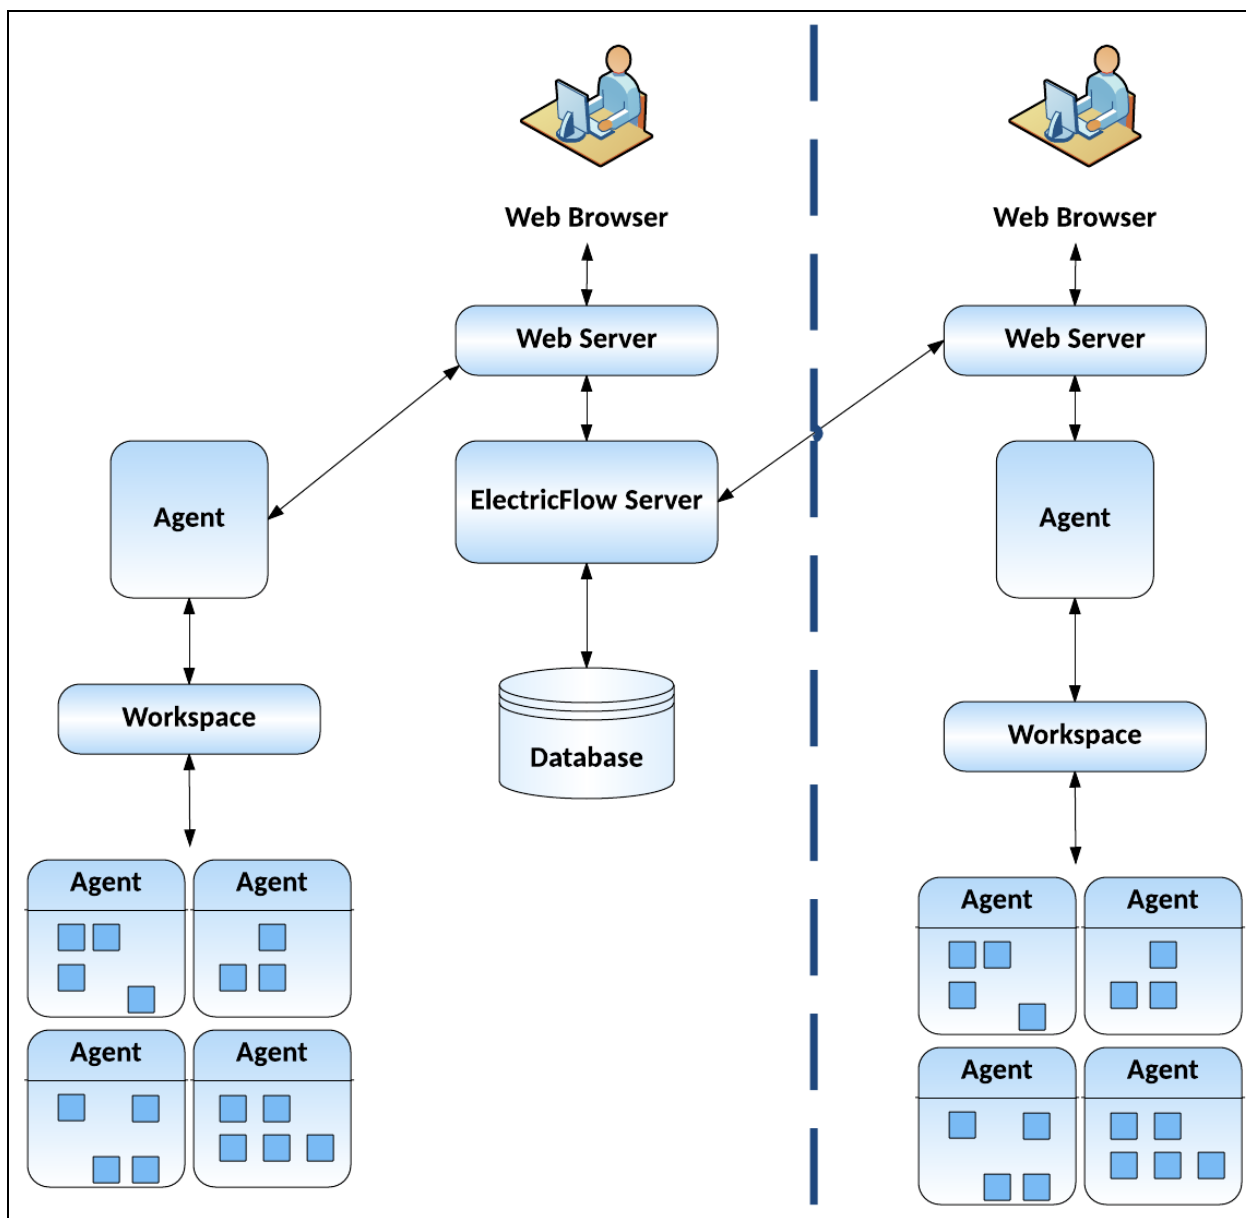 Web Browser
Web Browser
Web Server
Web Server
Agent
ElectricFlow Server
Agent
Workspace
Database
Workspace
Agent
Agent
Agent
Agent
Agent
Agent
Agent
Agent